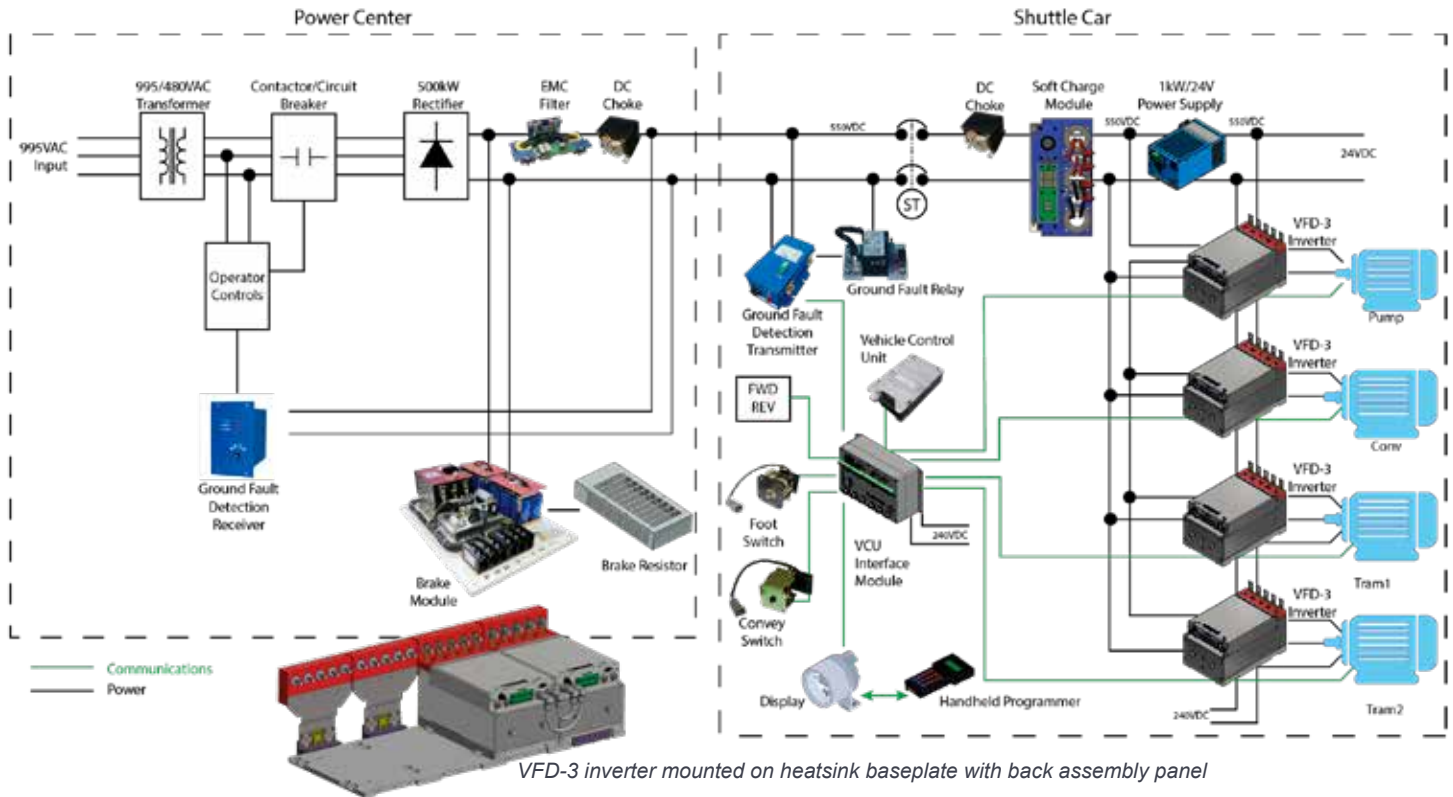 Power Center
Shuttle Car
995/480VAC
Transformer
Contactor/Circuit
Breaker
500kW
Rectifier
EMC
Filter
DC
Choke
995VAC
Input
Operator
Controls
Ground Fault
Detection
Receiver
Brake
Module
Brake Resistor
Communications
Power
550VDC
ST
DC
Choke
Soft Charge
Module
550VDC
1kW/24V
Power Supply
550VDC
24VDC
Ground Fault Relay
Ground Fault
Detection
Transmitter
Vehicle Control
Unit
FWD
REV
Foot
Switch
Convey
Switch
VCU
Interface
Module
240VDC
Display
Handheld Programmer
VFD-3
Inverter
Pump
VFD-3
Inverter
Conv
VFD-3
Inverter
Tram1
VFD-3
Inverter
Tram2
240VDC
VFD-3 inverter mounted on heatsink baseplate with back assembly panel